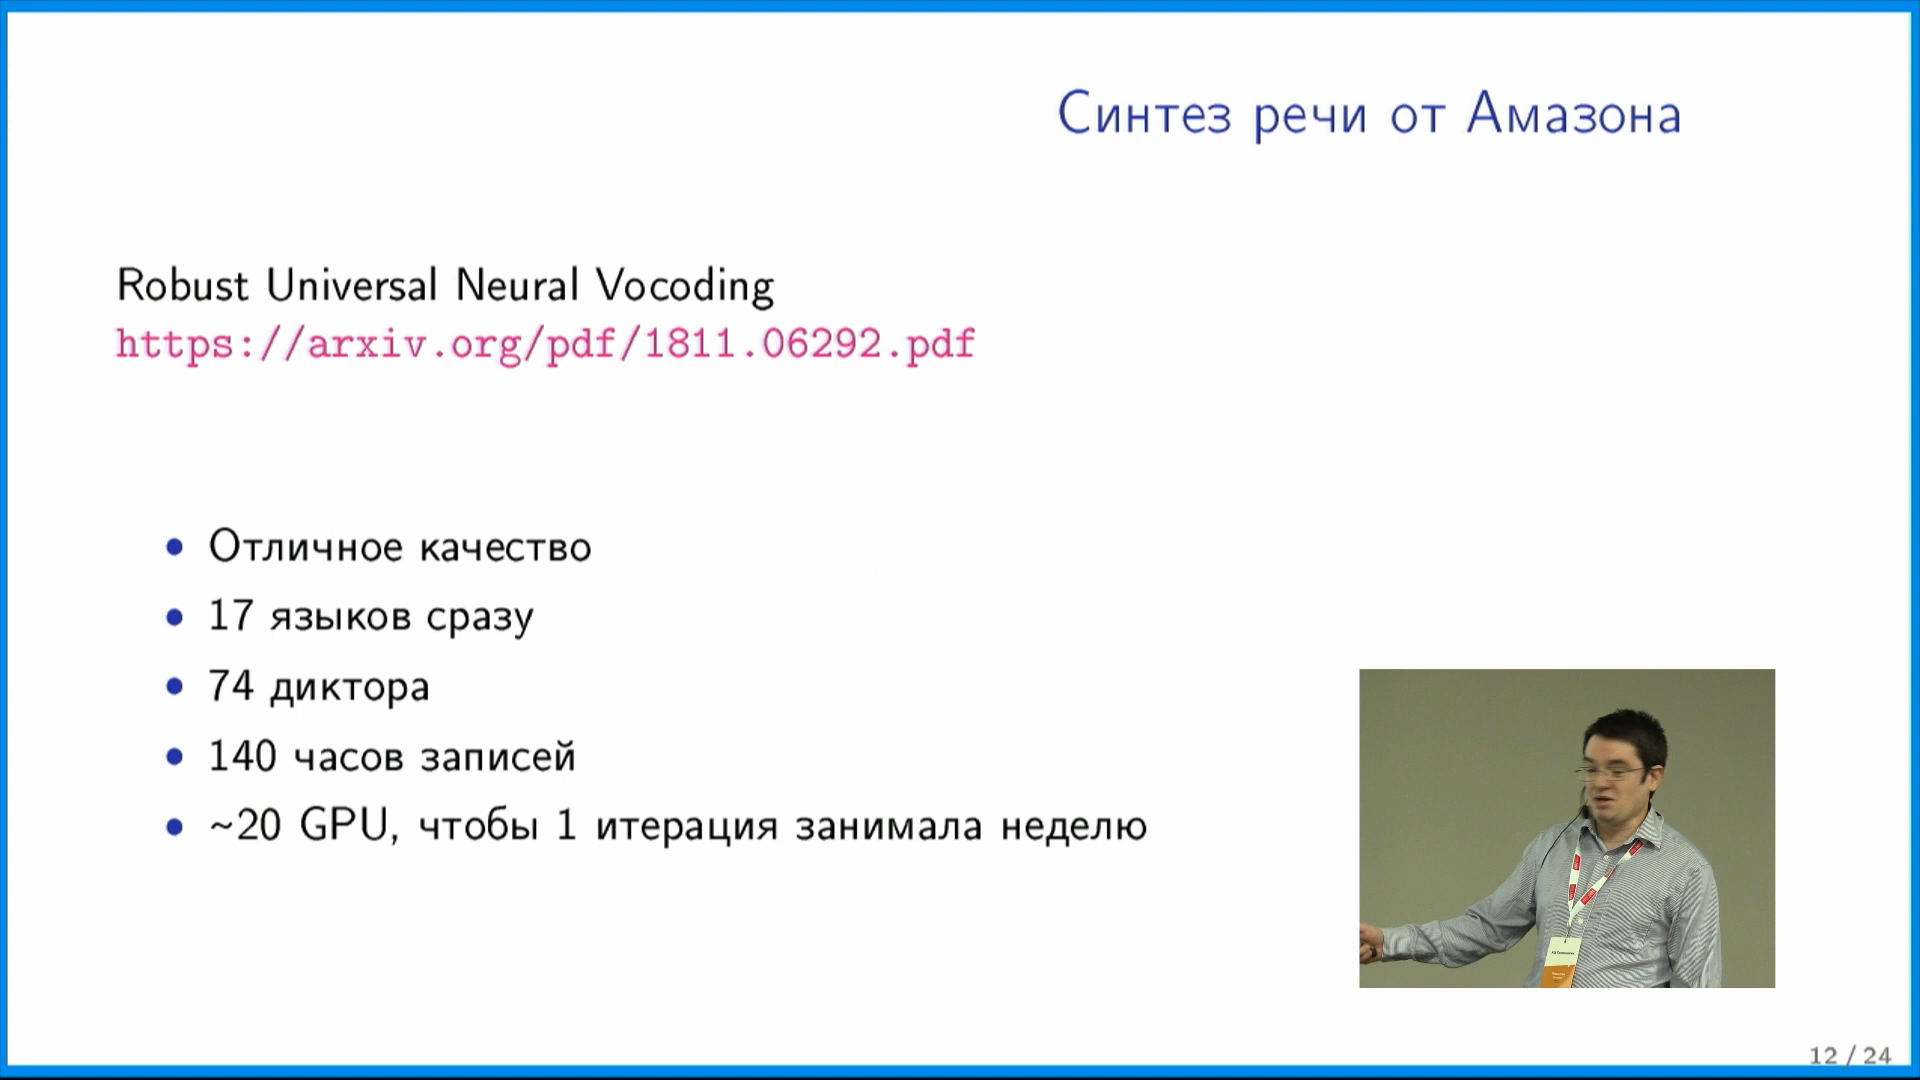 Синтез речи от Амазона
Robust Universal Neural Vocoding
https://arxiv.org/pdf/1811.06292.pdf
• Отличное качество
• 17 языков сразу
• 74 диктора
• 140 часов записей
• ~20 GPU, чтобы 1 итерация занимала неделю
12 / 24